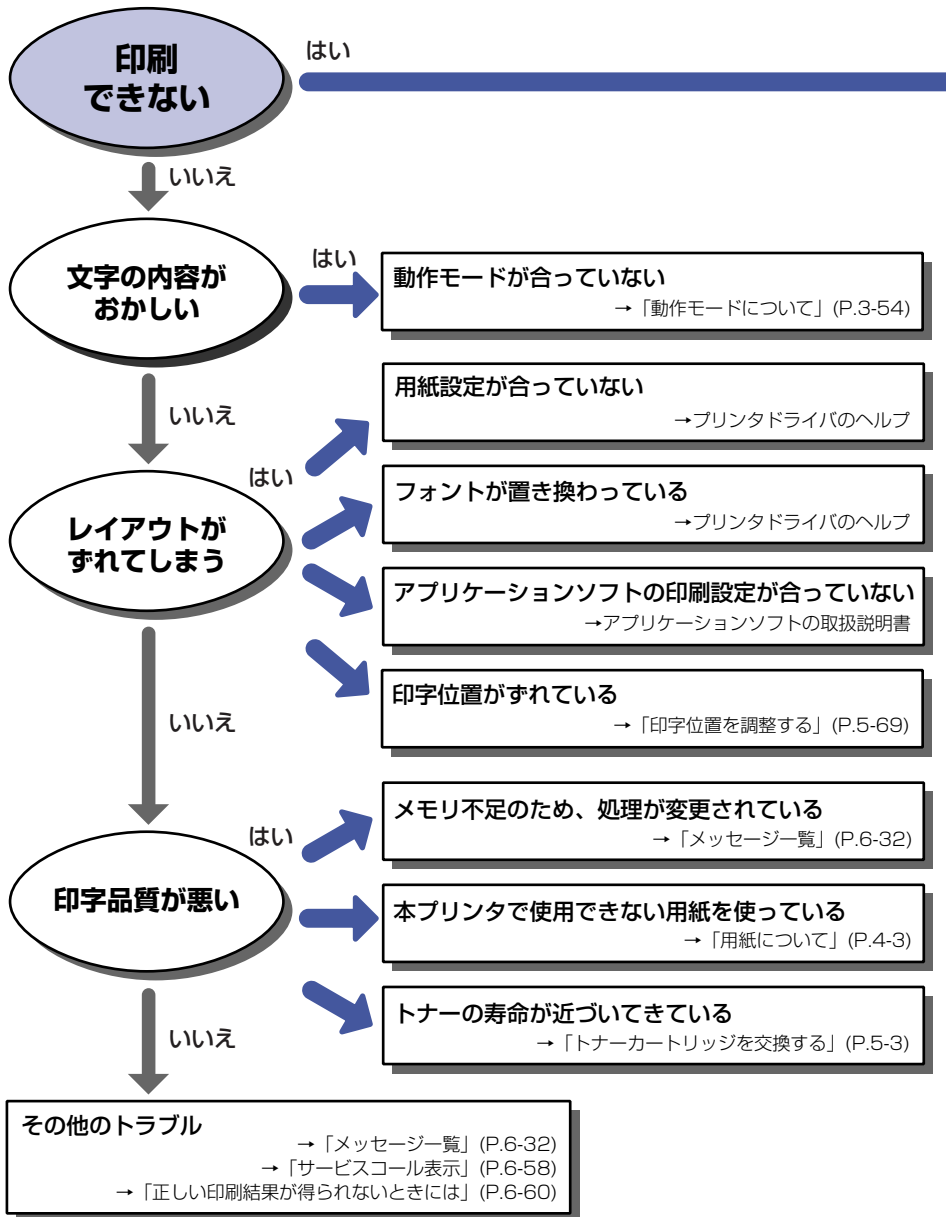 印刷
できない
はい
いいえ
文字の内容が
おかしい
はい
動作モードが合っていない
→「動作モードについて」(P.3-54)
いいえ
レイアウトが
ずれてしまう
はい
用紙設定が合っていない
→プリンタドライバのヘルプ
フォントが置き換わっている
→プリンタドライバのヘルプ
アプリケーションソフトの印刷設定が合っていない
→アプリケーションソフトの取扱説明書
印字位置がずれている
→「印字位置を調整する」(P.5-69)
いいえ
印字品質が悪い
はい
メモリ不足のため、処理が変更されている
→「メッセージ一覧」(P.6-32)
本プリンタで使用できない用紙を使っている
→「用紙について」(P.4-3)
トナーの寿命が近づいてきている
→「トナーカートリッジを交換する」(P.5-3)
いいえ
その他のトラブル
→「メッセージ一覧」(P.6-32)
→「サービスコール表示」(P.6-58)
→「正しい印刷結果が得られないときには」(P.6-60)